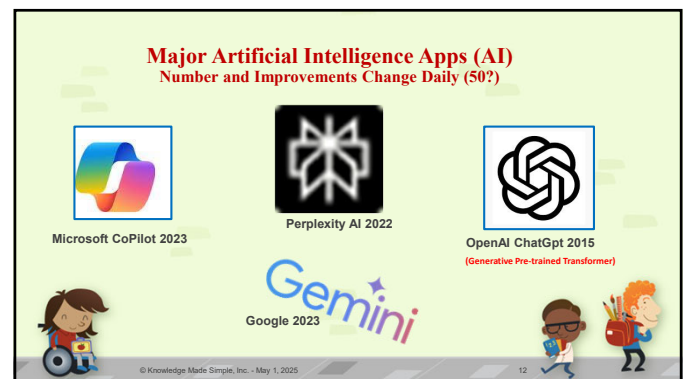 Major Artificial Intelligence Apps (AI)
Number and Improvements Change Daily (50?)
Microsoft CoPilot 2023
Perplexity AI 2022
OpenAI ChatGpt 2015
(Generative Pre-trained Transformer)
Gemini
Google 2023
© Knowledge Made Simple, Inc. - May 1, 2025
12